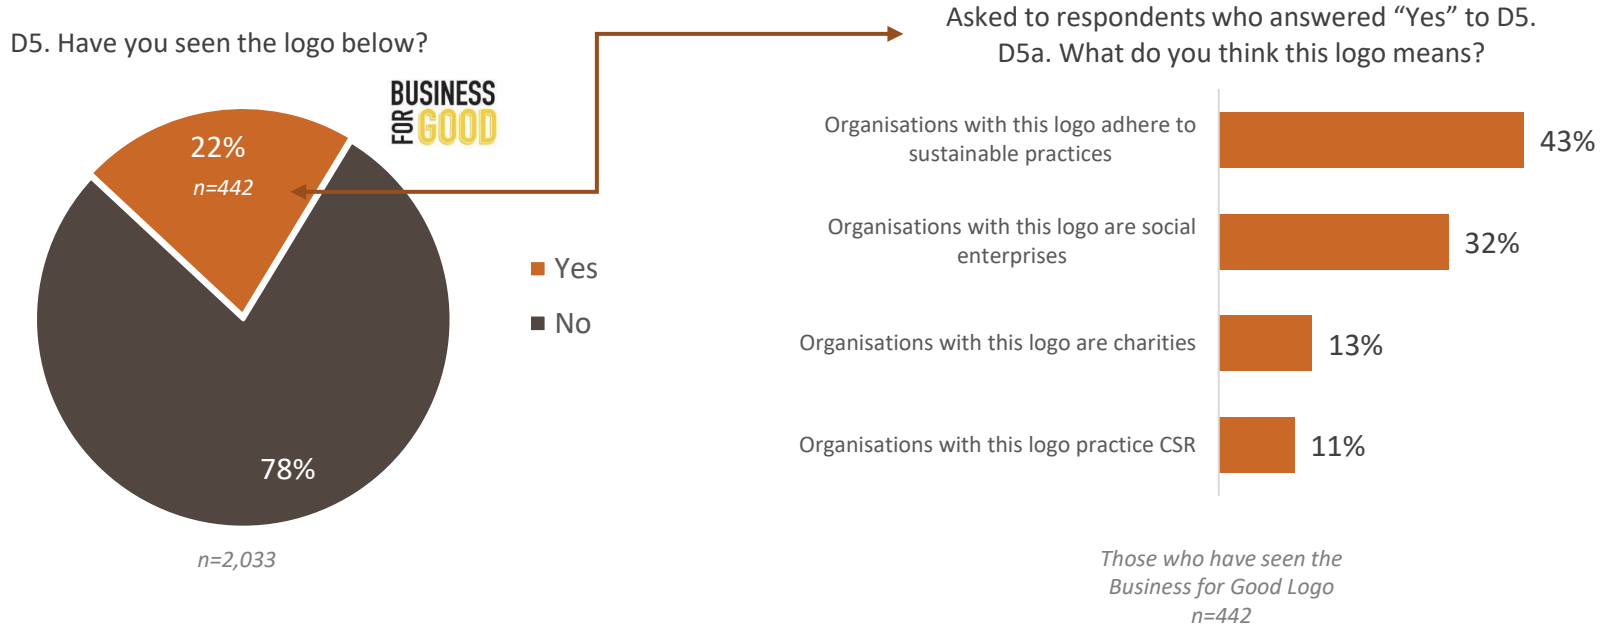 D5. Have you seen the logo below?
BUSINESS
FOR GOOD
22%
n=442
78%
Yes
No
n=2,033
Asked to respondents who answered “Yes” to D5.
D5a. What do you think this logo means?
Organisations with this logo adhere to
sustainable practices
43%
Organisations with this logo are social
enterprises
32%
Organisations with this logo are charities
13%
Organisations with this logo practice CSR
11%
Those who have seen the
Business for Good Logo
n=442